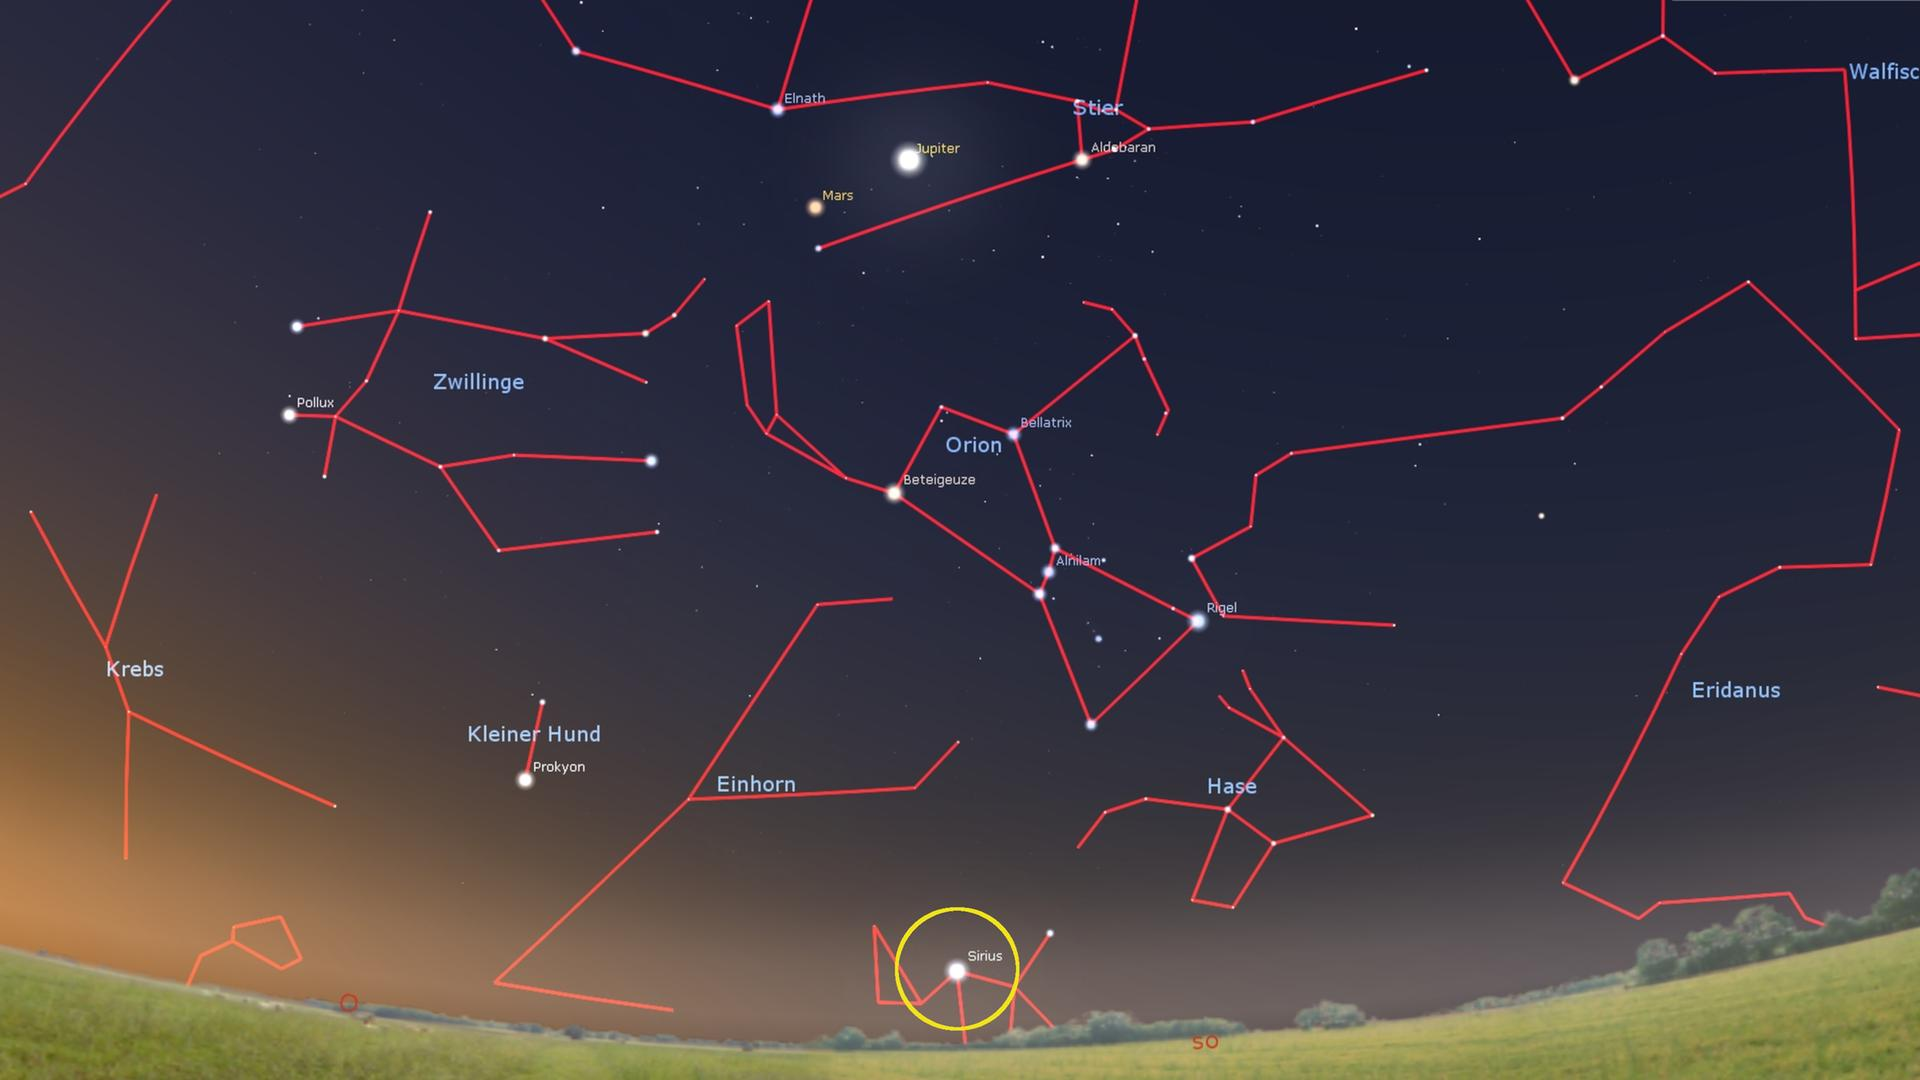 Walfisc
Elnath
Stier
Jupiter
Aldebaran
Mars
Zwillinge
Pollux
Bellatrix
Orion
Beteigeuze
Alnilam
Rigel
Krebs
Eridanus
Kleiner Hund
Prokyon
Einhorn
Hase
Sirius
O
SO